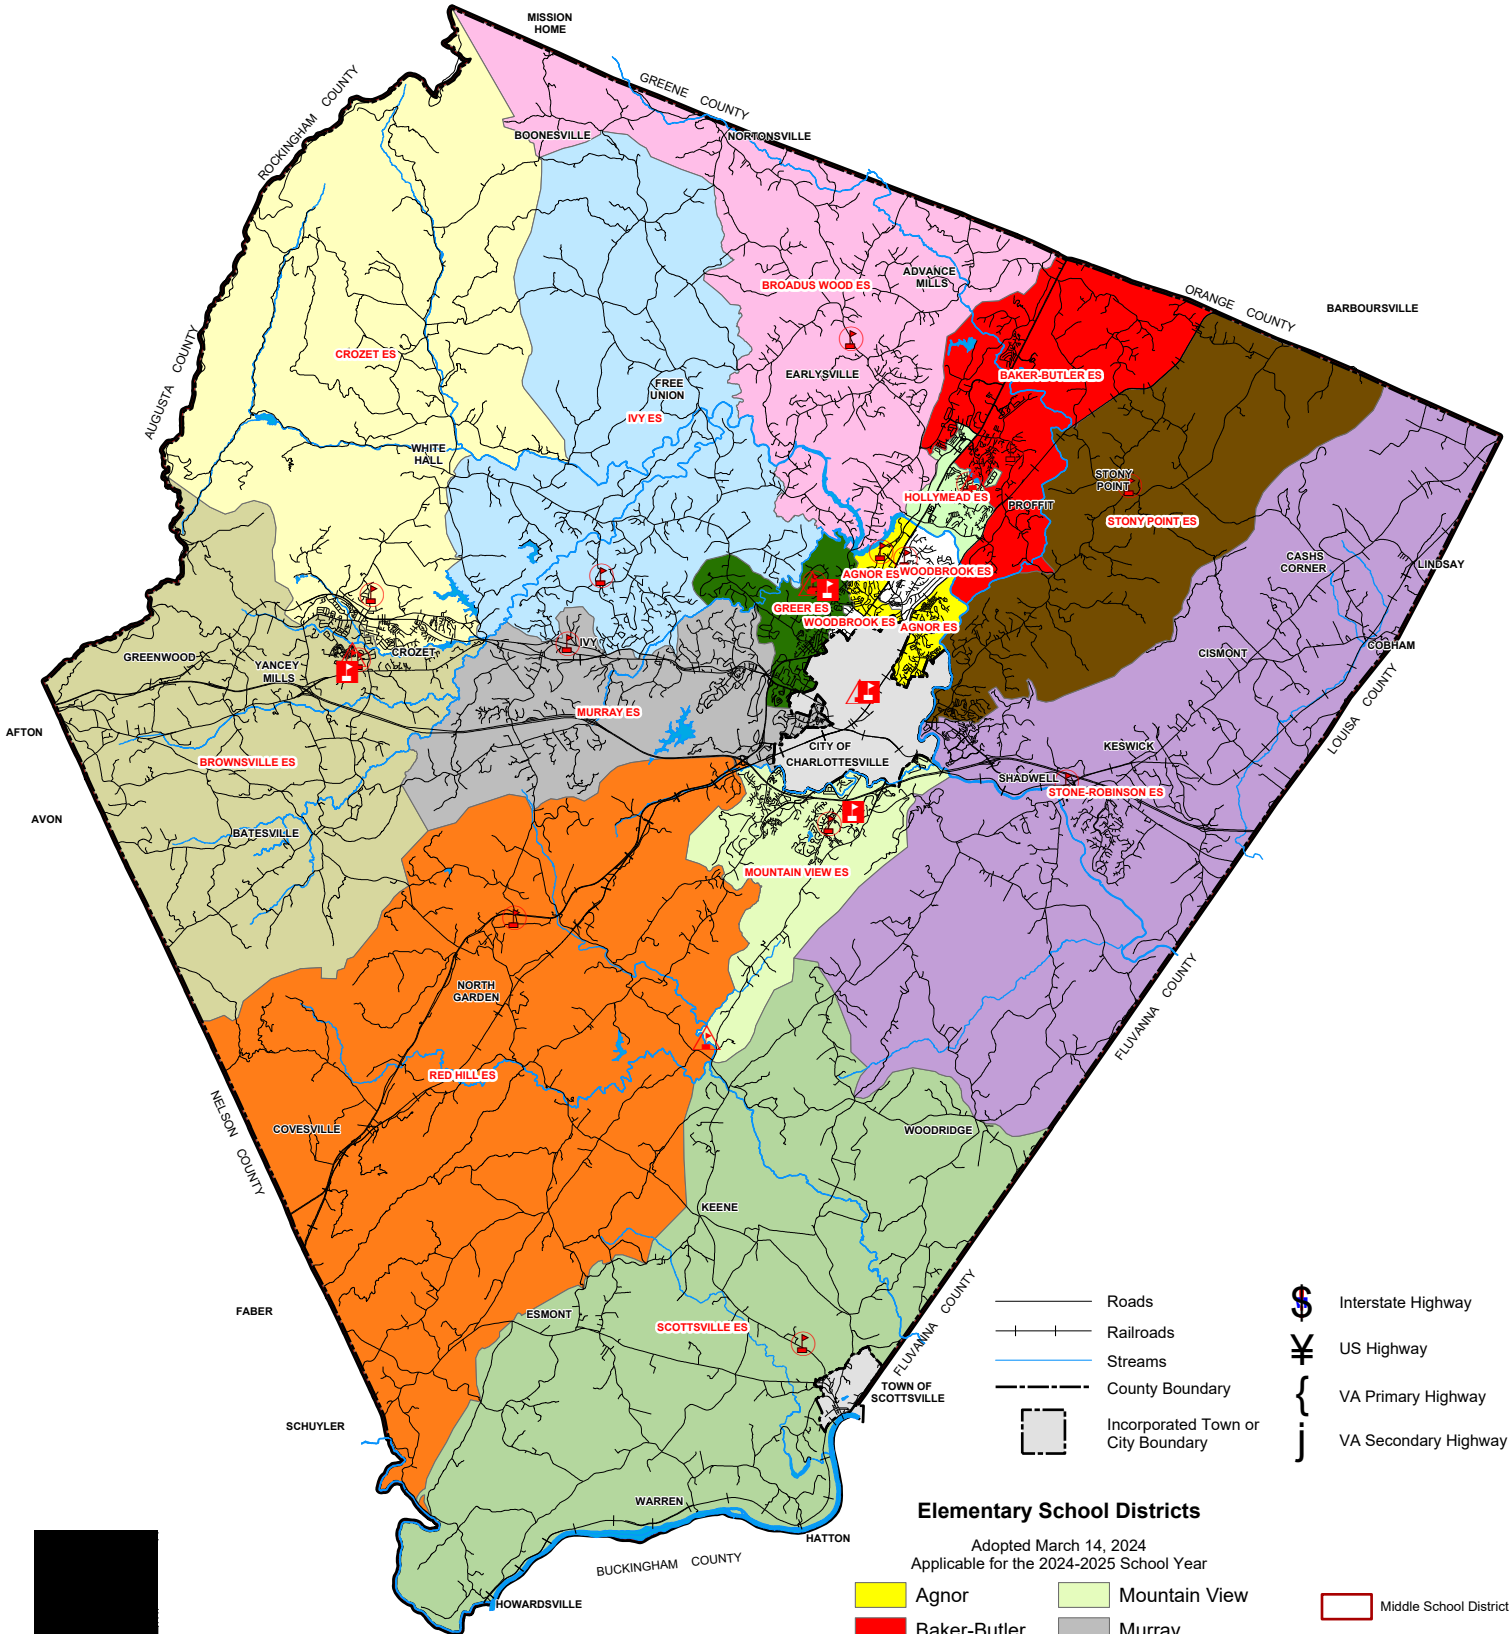 MISSION
HOME
GREENE COUNTY
ROCKINGHAM COUNTY
BOONESVILLE
NORTONSVILLE
ADVANCE
MILLS
BROADUS WOOD ES
ORANGE COUNTY
BARBOURSVILLE
AUGUSTA COUNTY
CROZET ES
EARLYSVILLE
BAKER-BUTLER ES
FREE
UNION
IVY ES
WHITE
HALL
STONY
POINT
HOLLYMEAD ES
PROFFIT
STONY POINT ES
CASHS
CORNER
LINDSAY
AGNOR ES
WOODBROOK ES
GREER ES
WOODBROOK ES
AGNOR ES
IVY
CROZET
GREENWOOD
YANCEY
MILLS
CISMONT
COBHAM
MURRAY ES
AFTON
BROWNSVILLE ES
CITY OF
CHARLOTTESVILLE
KESWICK
LOUISA COUNTY
SHADWELL
STONE-ROBINSON ES
AVON
BATESVILLE
MOUNTAIN VIEW ES
NORTH
GARDEN
FLUVANNA COUNTY
RED HILL ES
NELSON COUNTY
COVESVILLE
WOODRIDGE
KEENE
FABER
ESMONT
SCOTTSVILLE ES
FLUVANNA COUNTY
TOWN OF
SCOTTSVILLE
SCHUYLER
WARREN
HATTON
BUCKINGHAM COUNTY
HOWARDSVILLE
Roads
Railroads
Streams
County Boundary
Incorporated Town or
City Boundary
$ Interstate Highway
¥ US Highway
{ VA Primary Highway
j VA Secondary Highway
Elementary School Districts
Adopted March 14, 2024
Applicable for the 2024-2025 School Year
Agnor
Mountain View
Middle School District
Baker-Butler
Murray